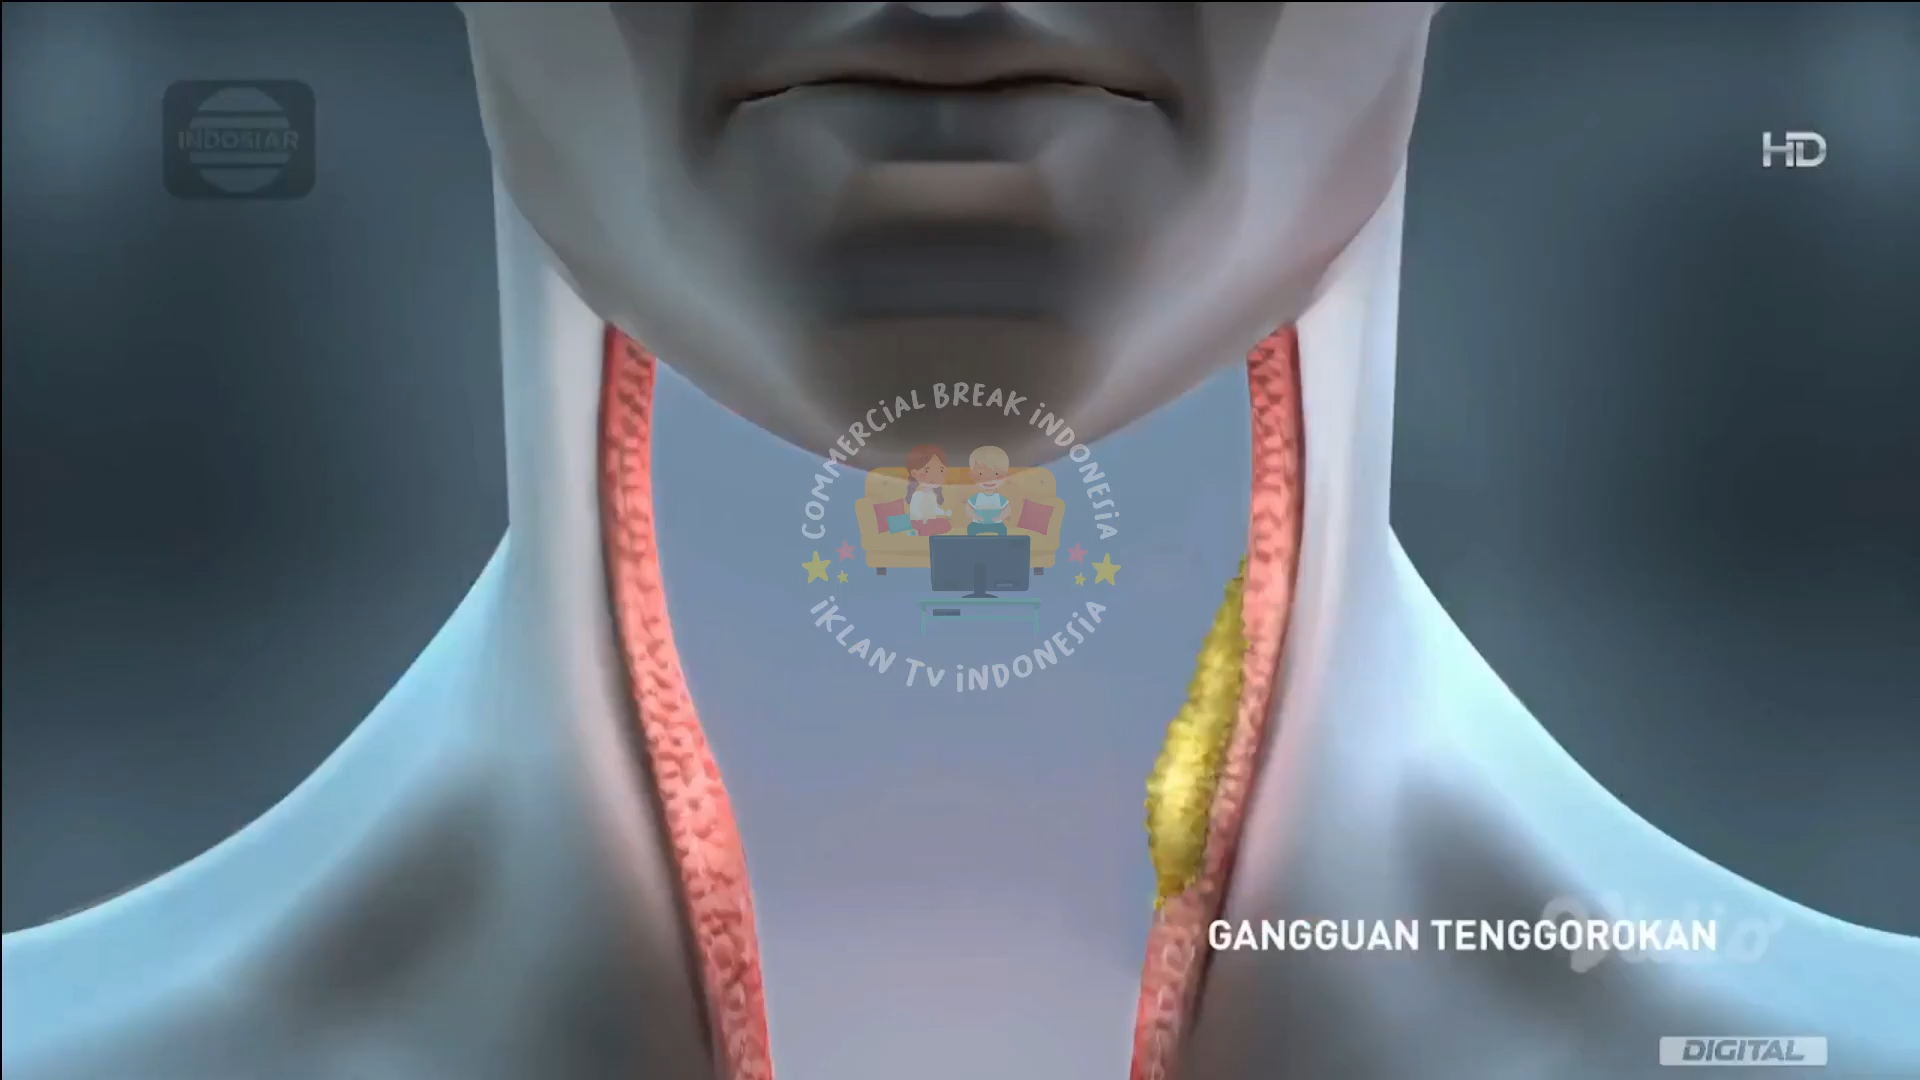 INDOSIAR
HD
COMMERCiAL BREAK iNDONESiA
iKLAN TV iNDONESiA
GANGGUAN TENGGOROKAN
DIGITAL